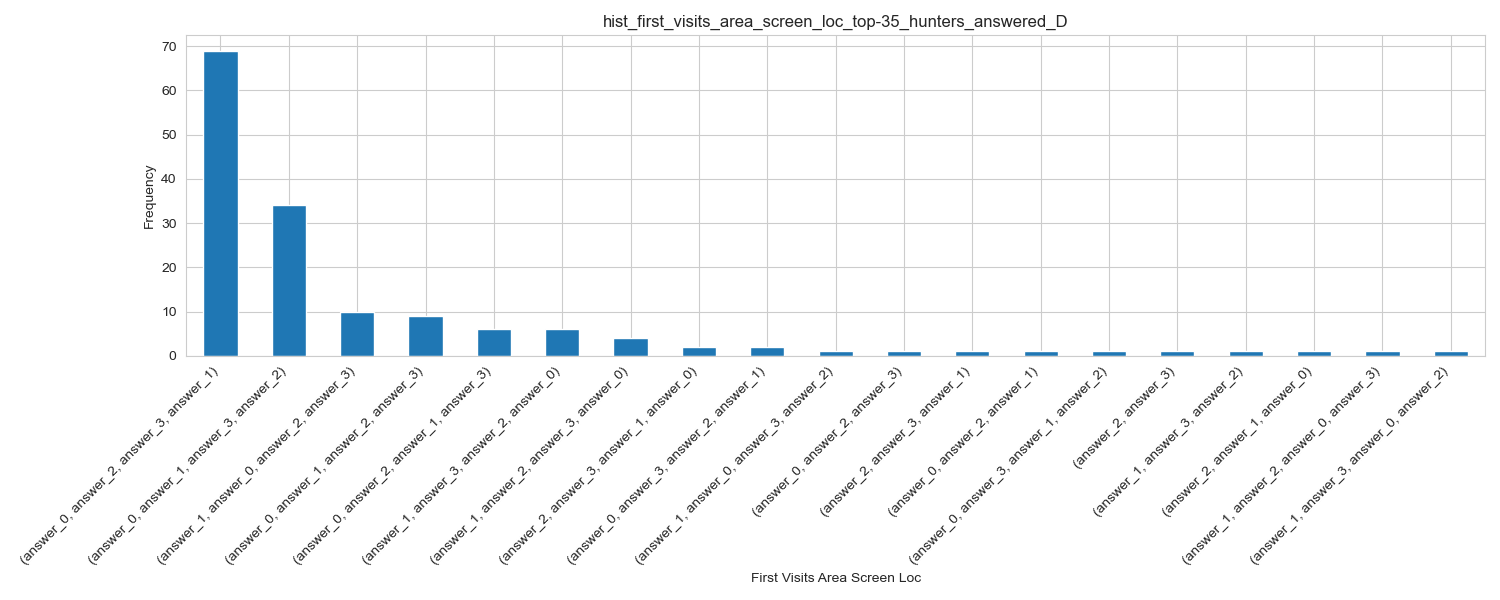 hist_first_visits_area_screen_loc_top-35_hunters_answered_D
Frequency
70
60
50
40
30
20
10
0
(answer_0, answer_2, answer_3, answer_1)
(answer_0, answer_1, answer_3, answer_2)
(answer_1, answer_0, answer_2, answer_3)
(answer_0, answer_1, answer_2, answer_3)
(answer_0, answer_2, answer_1, answer_3)
(answer_1, answer_3, answer_2, answer_0)
(answer_1, answer_2, answer_3, answer_0)
(answer_2, answer_3, answer_1, answer_0)
(answer_0, answer_3, answer_2, answer_1)
(answer_1, answer_0, answer_3, answer_2)
(answer_0, answer_2, answer_3)
(answer_2, answer_3, answer_1)
(answer_0, answer_2, answer_1)
(answer_0, answer_3, answer_1, answer_2)
(answer_2, answer_3)
(answer_1, answer_3, answer_2)
(answer_2, answer_1, answer_0)
(answer_1, answer_2, answer_0, answer_3)
(answer_1, answer_3, answer_0, answer_2)
First Visits Area Screen Loc